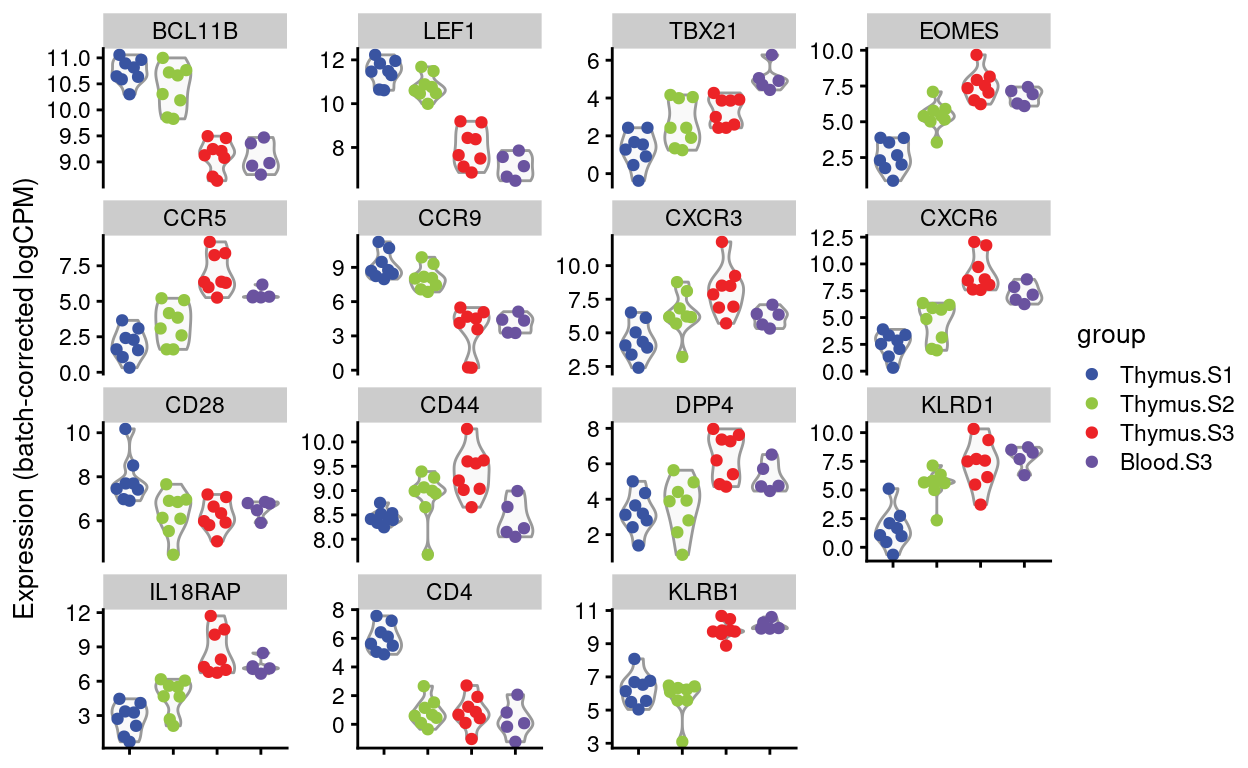 BCL11B LEF1 TBX21 EOMES
11.0 10.5 10.0 9.5 9.0
12 10 8
6 4 2 0
10.0 7.5 5.0 2.5
CCR5 CCR9 CXCR3 CXCR6
7.5 5.0 2.5 0.0
9 6 3 0
10.0 7.5 5.0 2.5
12.5 10.0 7.5 5.0 2.5 0.0
CD28 CD44 DPP4 KLRD1
10 8 6
10.0 9.5 9.0 8.5 8.0
8 6 4 2
10.0 7.5 5.0 2.5 0.0
IL18RAP CD4 KLRB1
12 9 6 3
8 6 4 2 0
11 9 7 5 3
Expression (batch-corrected logCPM)
group
Thymus.S1
Thymus.S2
Thymus.S3
Blood.S3